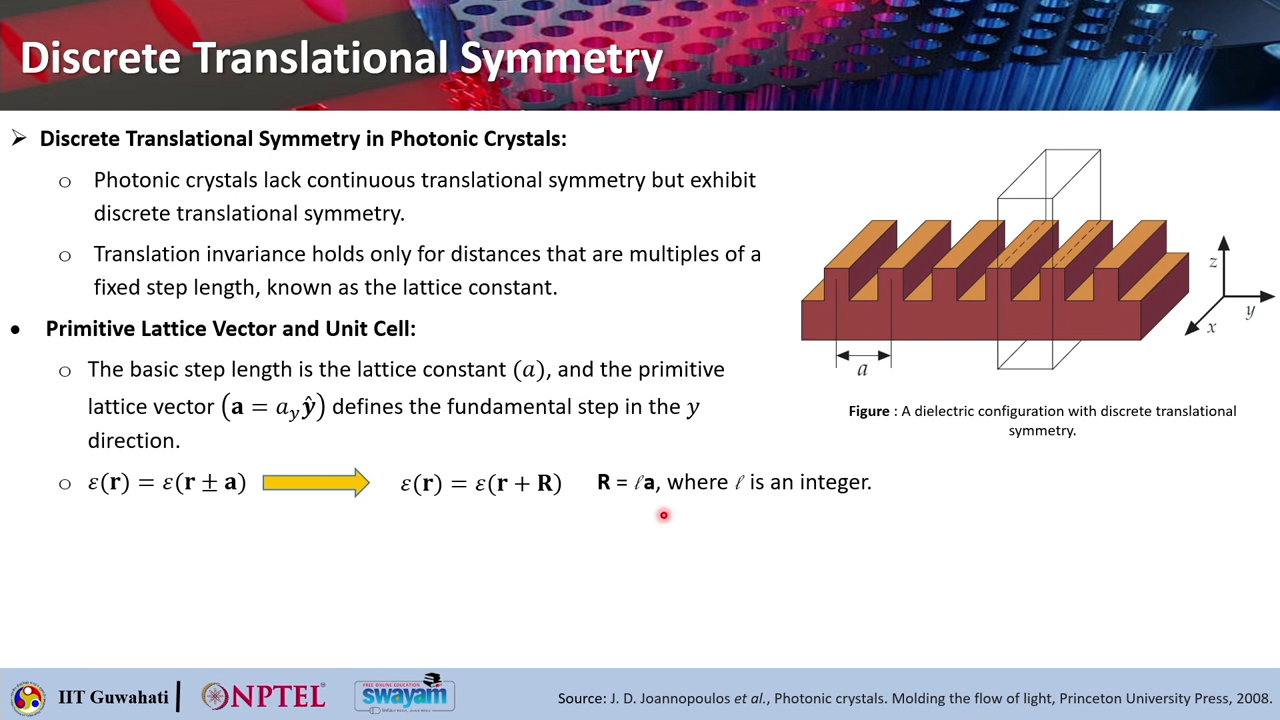 Discrete Translational Symmetry
➢ Discrete Translational Symmetry in Photonic Crystals:
o Photonic crystals lack continuous translational symmetry but exhibit
discrete translational symmetry.
o Translation invariance holds only for distances that are multiples of a
fixed step length, known as the lattice constant.
• Primitive Lattice Vector and Unit Cell:
o The basic step length is the lattice constant (𝑎), and the primitive
lattice vector (𝐚 = 𝑎𝑦ŷ) defines the fundamental step in the 𝑦
direction.
o 𝜀(𝐫) = 𝜀(𝐫 ± 𝐚) 𝜀(𝐫) = 𝜀(𝐫 + 𝐑) R = ℓa, where ℓ is an integer.
z
y
x
a
Figure : A dielectric configuration with discrete translational
symmetry.
IIT Guwahati
NPTEL
FREE ONLINE EDUCATION
swayam
Source: J. D. Joannopoulos et al., Photonic crystals. Molding the flow of light, Princeton University Press, 2008.